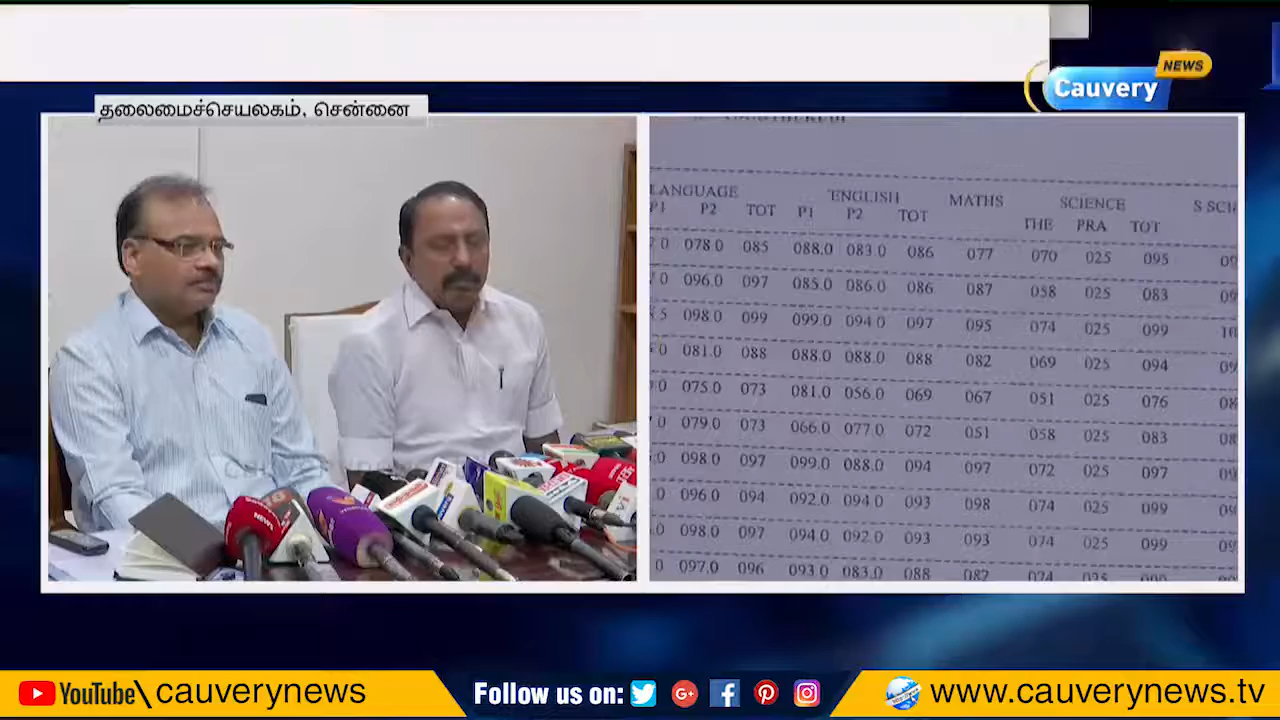 Cauvery NEWS
தலைமைச்செயலகம், சென்னை
LANGUAGE ENGLISH MATHS SCIENCE
P1 P2 TOT P1 P2 TOT THE PRA TOT
078.0 085 088.0 083.0 086 077 070 025 095
096.0 097 085.0 086.0 086 087 058 025 083
098.0 099 099.0 094.0 097 095 074 025 099
081.0 088 088.0 088.0 088 082 069 025 094
075.0 073 081.0 056.0 069 067 051 025 076
079.0 073 066.0 077.0 072 051 058 025 083
098.0 097 099.0 088.0 094 097 072 025 097
096.0 094 092.0 094.0 093 098 074 025 099
098.0 097 094.0 092.0 093 093 074 025 099
097.0 096 093.0 083.0 088 082
NEWS
YouTube\cauverynews
Follow us on:
www.cauverynews.tv